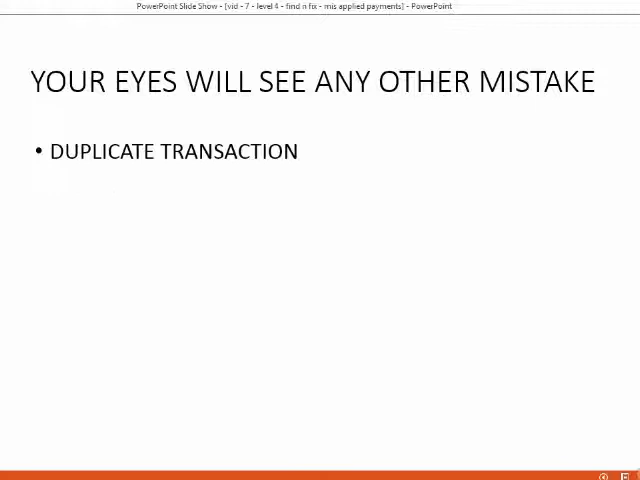 PowerPoint Slide Show - [vid - 7 - level 4 - find n fix - mis applied payments] - PowerPoint
YOUR EYES WILL SEE ANY OTHER MISTAKE
• DUPLICATE TRANSACTION